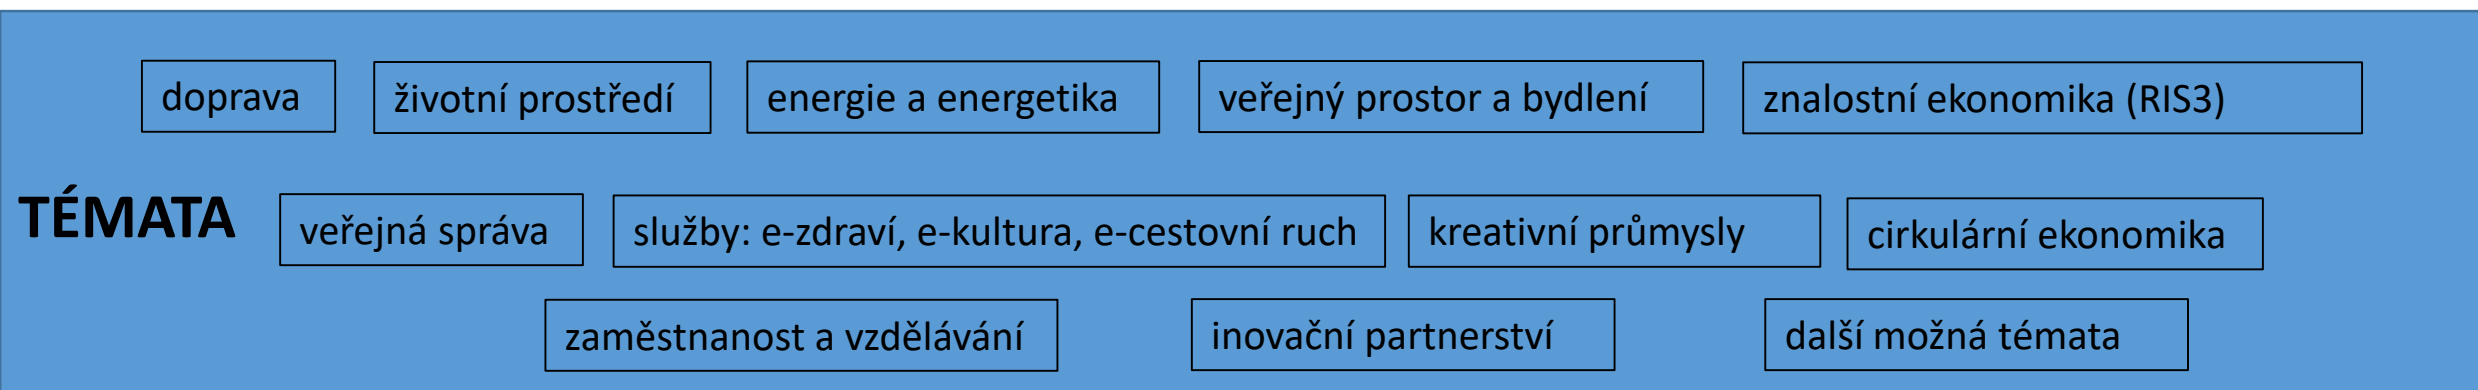 doprava
životní prostředí
energie a energetika
veřejný prostor a bydlení
znalostní ekonomika (RIS3)
TÉMATA
veřejná správa
služby: e-zdraví, e-kultura, e-cestovní ruch
kreativní průmysly
cirkulární ekonomika
zaměstnanost a vzdělávání
inovační partnerství
další možná témata